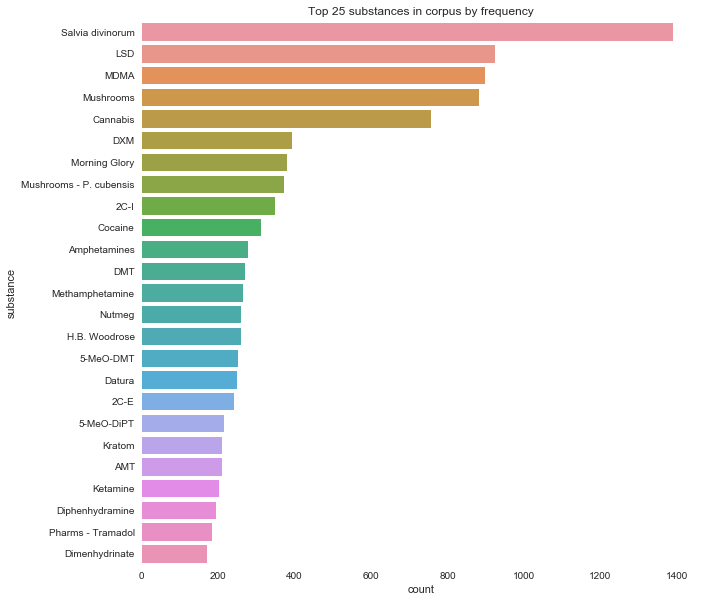 Top 25 substances in corpus by frequency
substance
Salvia divinorum
LSD
MDMA
Mushrooms
Cannabis
DXM
Morning Glory
Mushrooms - P. cubensis
2C-I
Cocaine
Amphetamines
DMT
Methamphetamine
Nutmeg
H.B. Woodrose
5-MeO-DMT
Datura
2C-E
5-MeO-DiPT
Kratom
AMT
Ketamine
Diphenhydramine
Pharms - Tramadol
Dimenhydrinate
0 200 400 600 800 1000 1200 1400
count